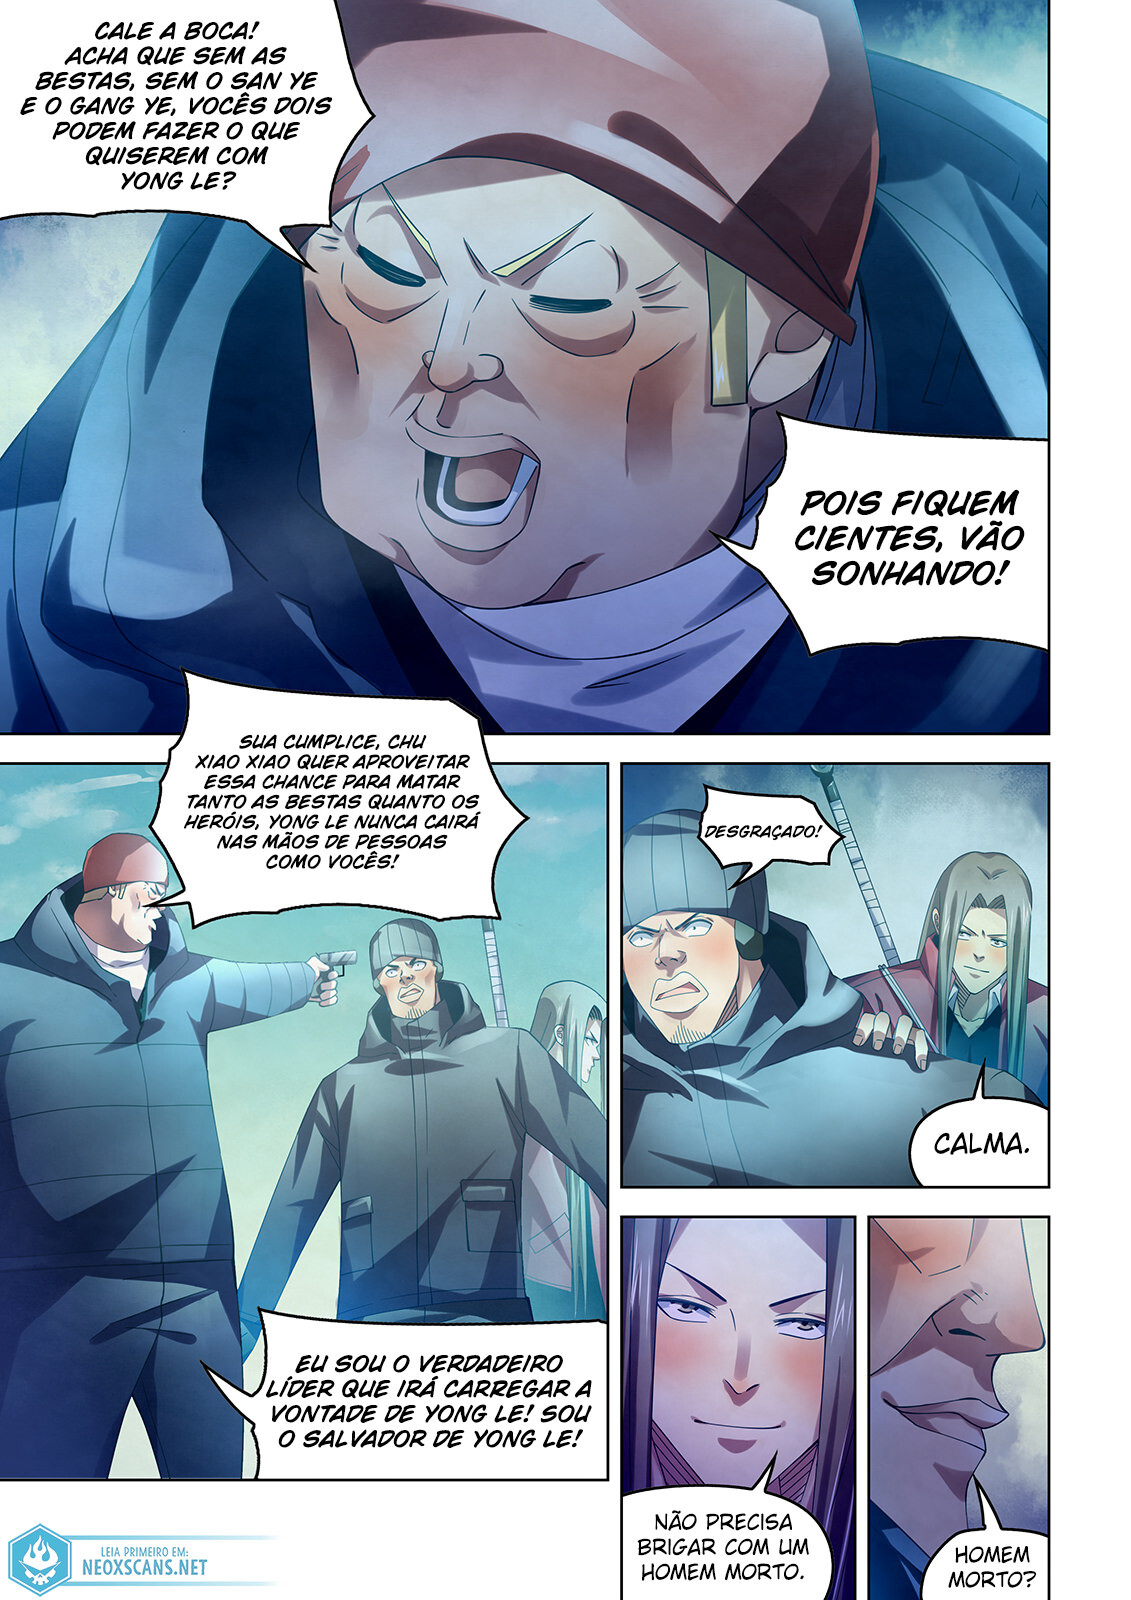 CALE A BOCA!
ACHA QUE SEM AS
BESTAS, SEM O SAN YE
E O GANG YE, VOCÊS DOIS
PODEM FAZER O QUE
QUISEREM COM
YONG LE?
POIS FIQUEM
CIENTES, VÃO
SONHANDO!
SUA CUMPLICE, CHU
XIAO XIAO QUER APROVEITAR
ESSA CHANCE PARA MATAR
TANTO AS BESTAS QUANTO OS
HERÓIS, YONG LE NUNCA CAIRÁ
NAS MÃOS DE PESSOAS
COMO VOCÊS!
EU SOU O VERDADEIRO
LÍDER QUE IRÁ CARREGAR A
VONTADE DE YONG LE! SOU
O SALVADOR DE YONG LE!
DESGRAÇADO!
CALMA.
NÃO PRECISA
BRIGAR COM UM
HOMEM MORTO.
HOMEM
MORTO?
LEIA PRIMEIRO EM:
NEOXSCANS.NET